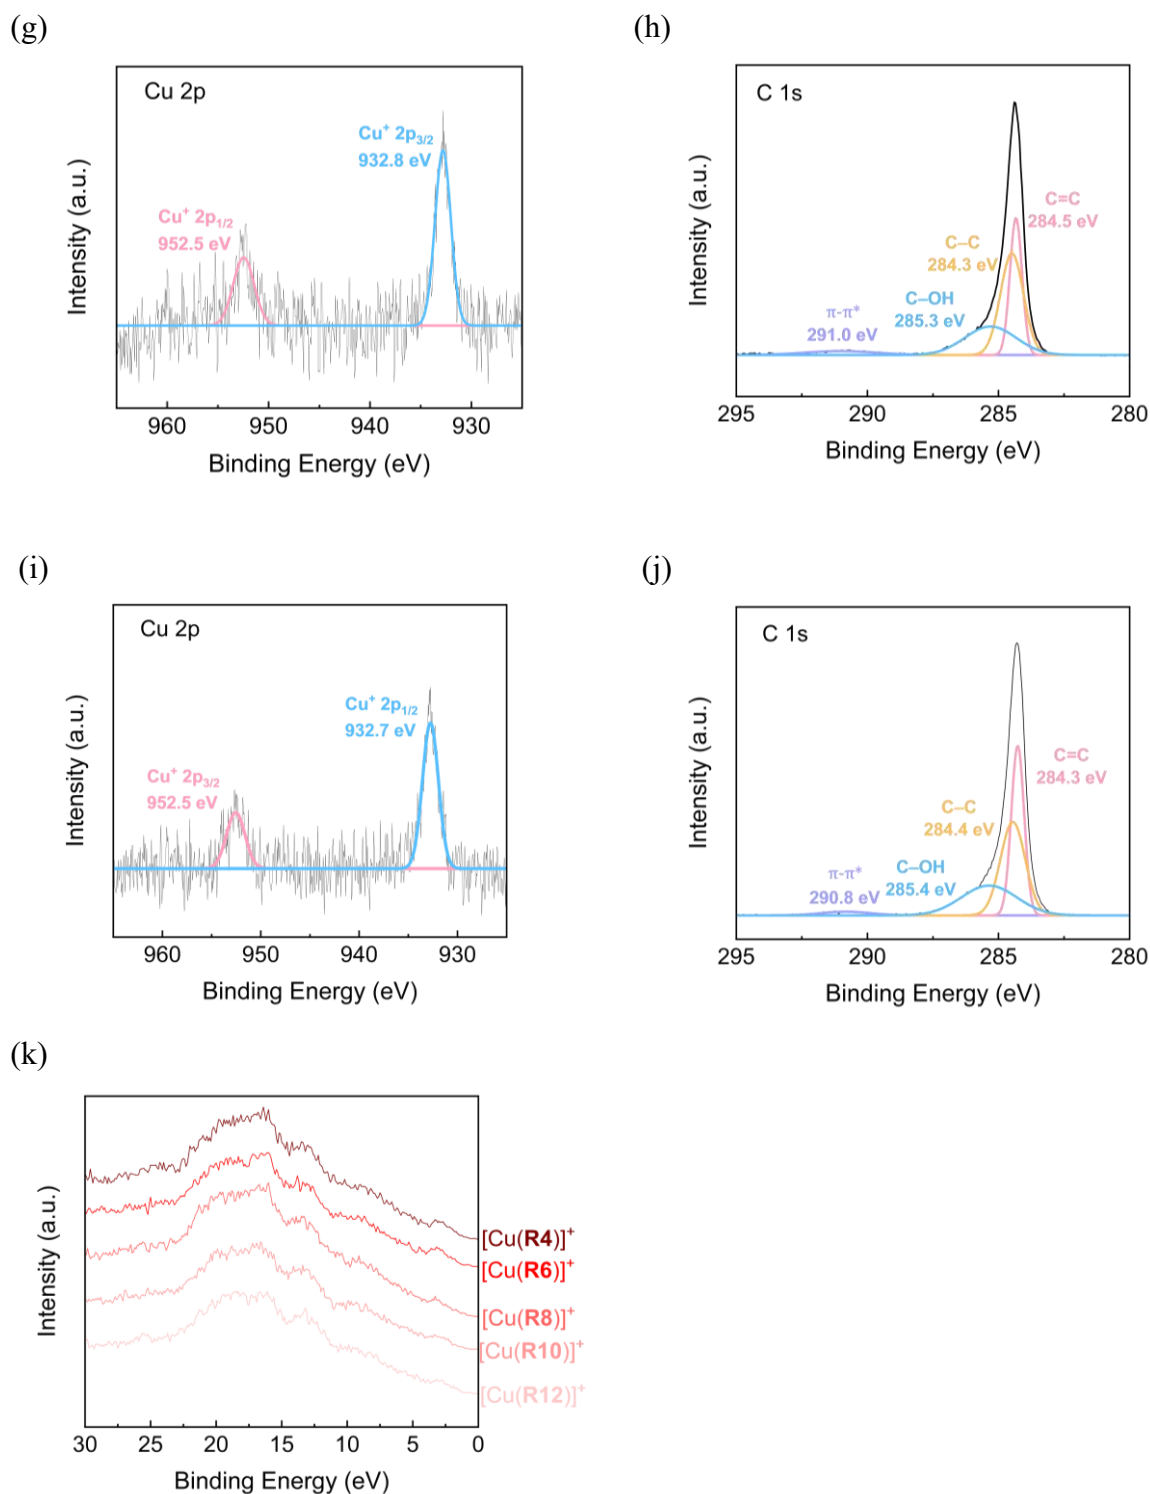 (g)
Cu 2p
Cu⁺ 2p₃/₂
932.8 eV
Cu⁺ 2p₁/₂
952.5 eV
Intensity (a.u.)
960 950 940 930
Binding Energy (eV)
(h)
C 1s
C=C
284.5 eV
C–C
284.3 eV
C–OH
285.3 eV
π-π*
291.0 eV
Intensity (a.u.)
295 290 285 280
Binding Energy (eV)
(i)
Cu 2p
Cu⁺ 2p₁/₂
932.7 eV
Cu⁺ 2p₃/₂
952.5 eV
Intensity (a.u.)
960 950 940 930
Binding Energy (eV)
(j)
C 1s
C=C
284.3 eV
C–C
284.4 eV
C–OH
285.4 eV
π-π*
290.8 eV
Intensity (a.u.)
295 290 285 280
Binding Energy (eV)
(k)
[Cu(R4)]⁺
[Cu(R6)]⁺
[Cu(R8)]⁺
[Cu(R10)]⁺
[Cu(R12)]⁺
Intensity (a.u.)
30 25 20 15 10 5 0
Binding Energy (eV)